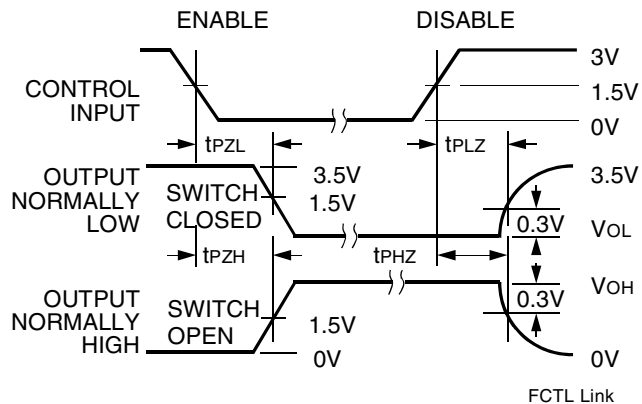 ENABLE DISABLE
3V
CONTROL
INPUT
1.5V
0V
tPZL tPLZ
3.5V 3.5V
OUTPUT
NORMALLY
LOW
SWITCH
CLOSED
1.5V
0.3V VOL
tPZH tPHZ
OUTPUT
NORMALLY
HIGH
SWITCH
OPEN
VOH
0.3V
1.5V
0V 0V
FCTL Link